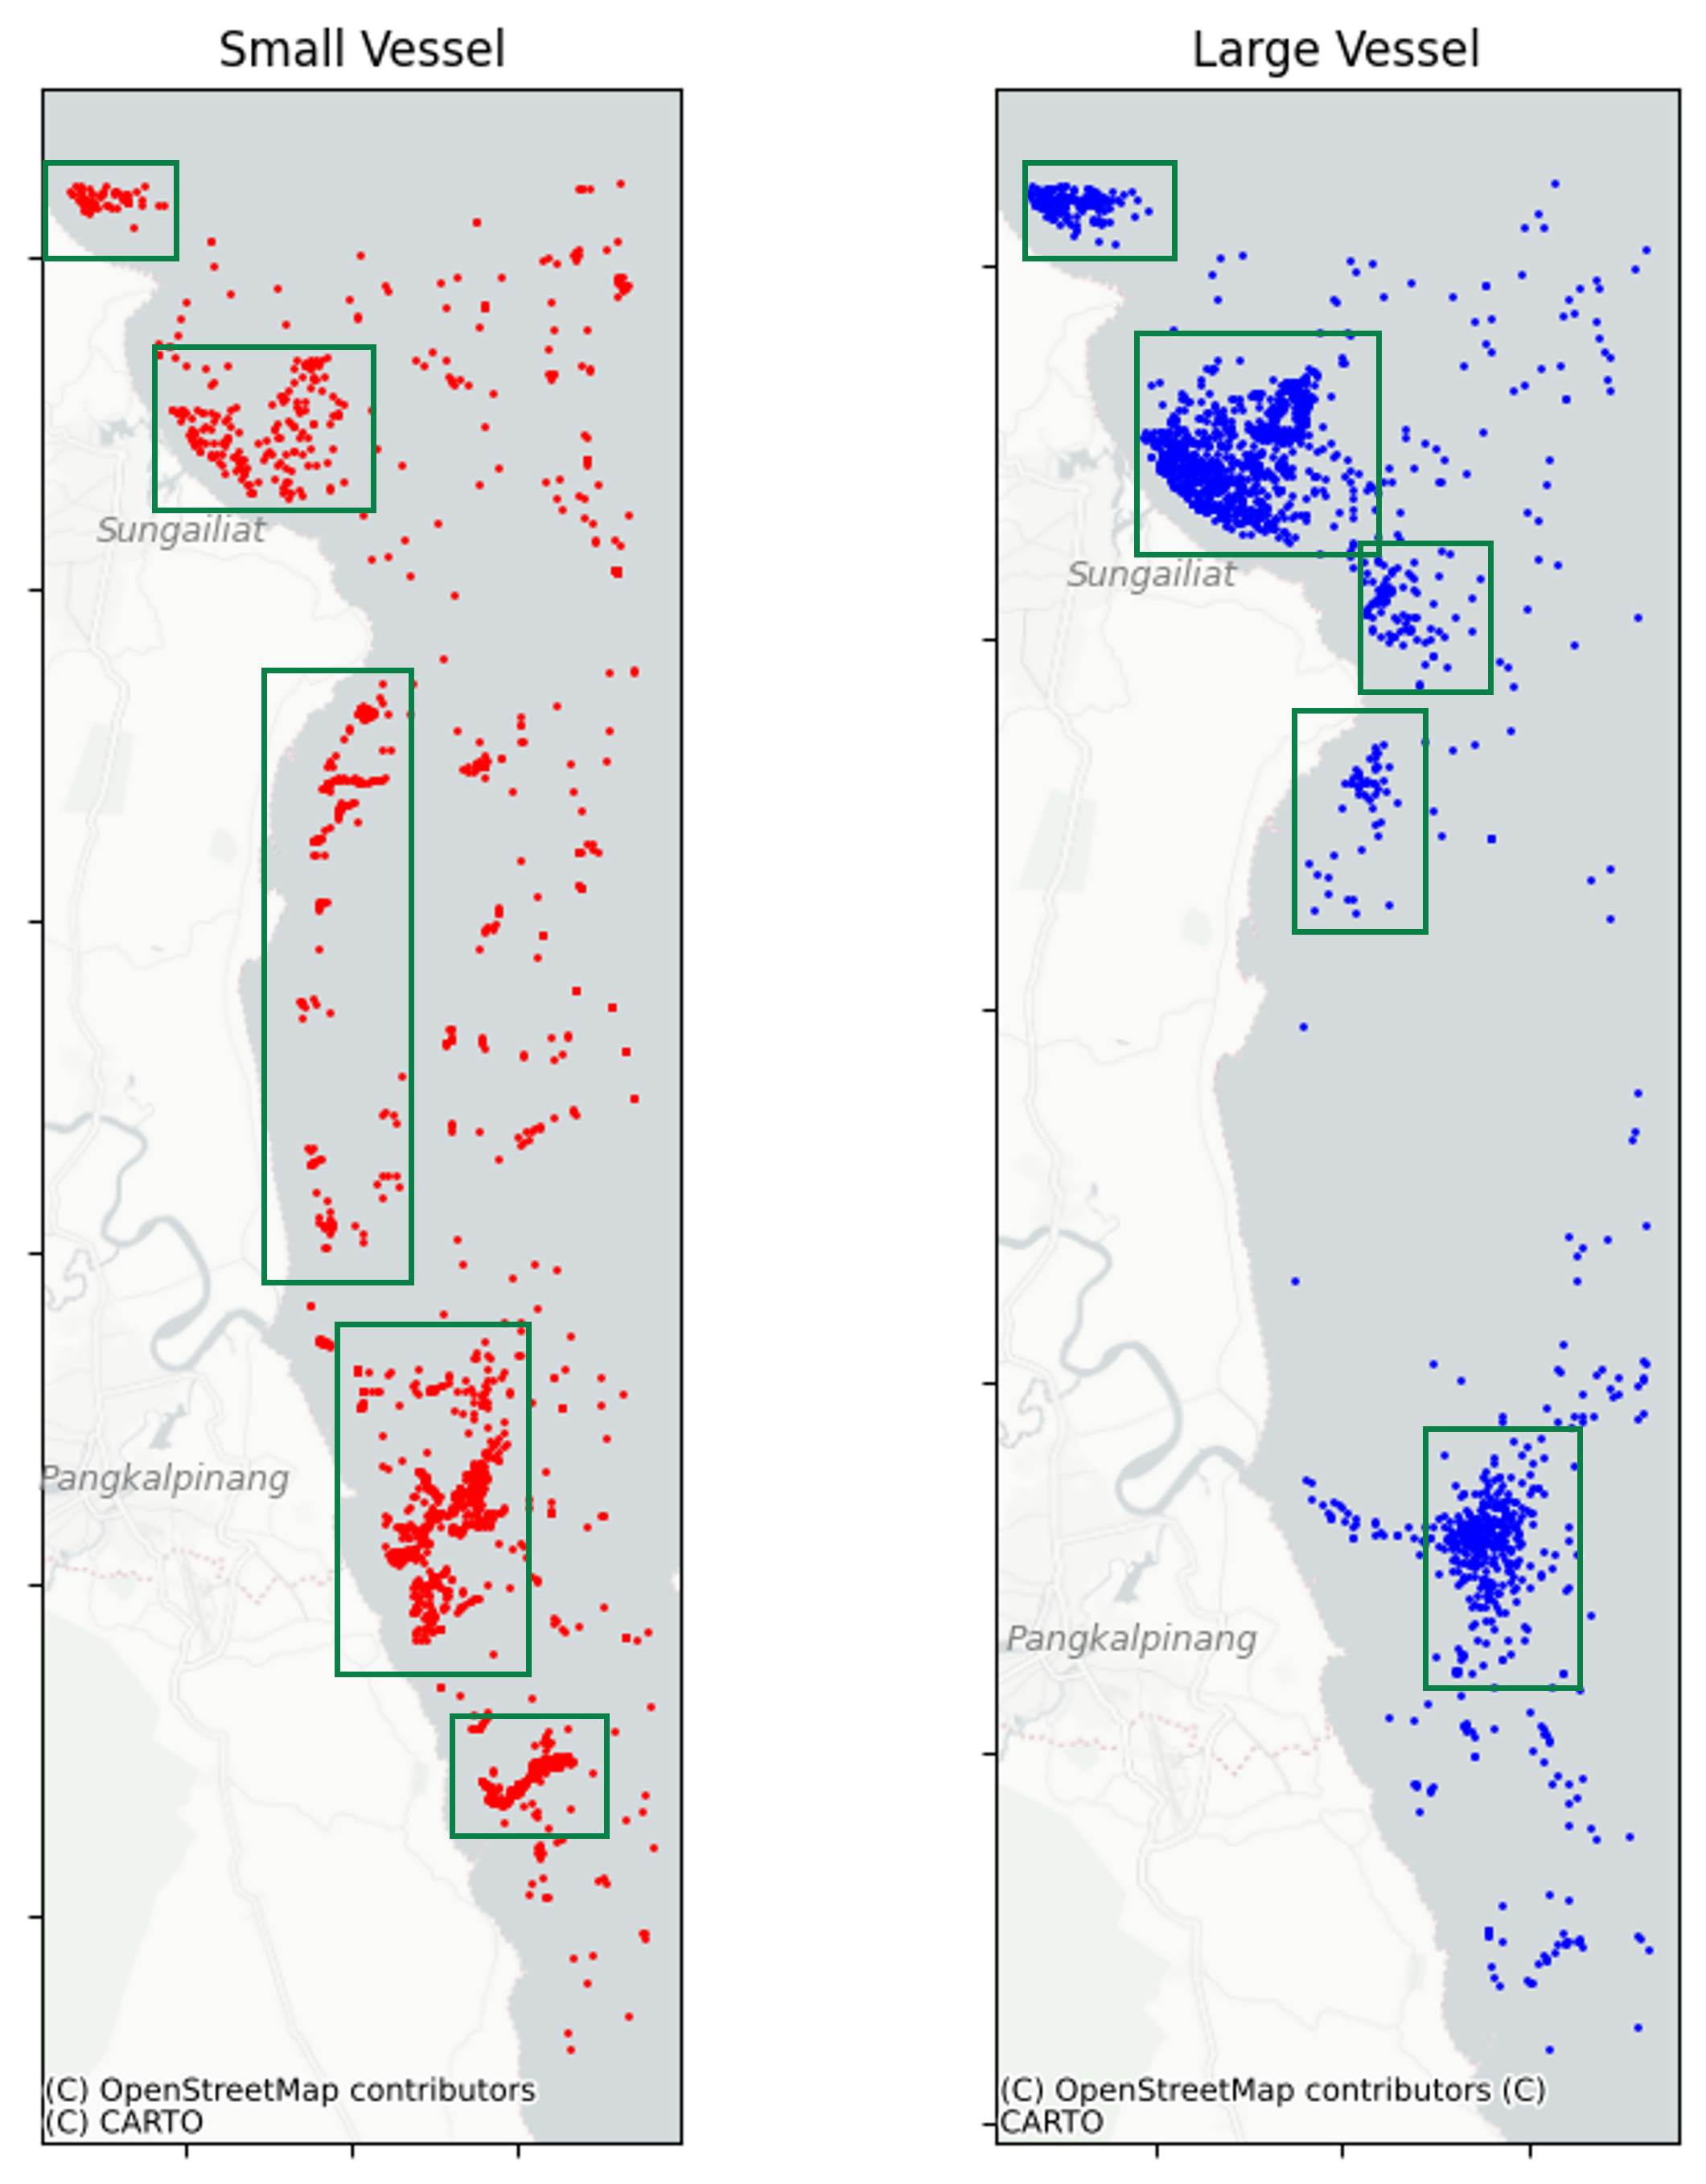 Small Vessel
Sungailiat
Pangkalpinang
(C) OpenStreetMap contributors
(C) CARTO
Large Vessel
Sungailiat
Pangkalpinang
(C) OpenStreetMap contributors (C)
CARTO